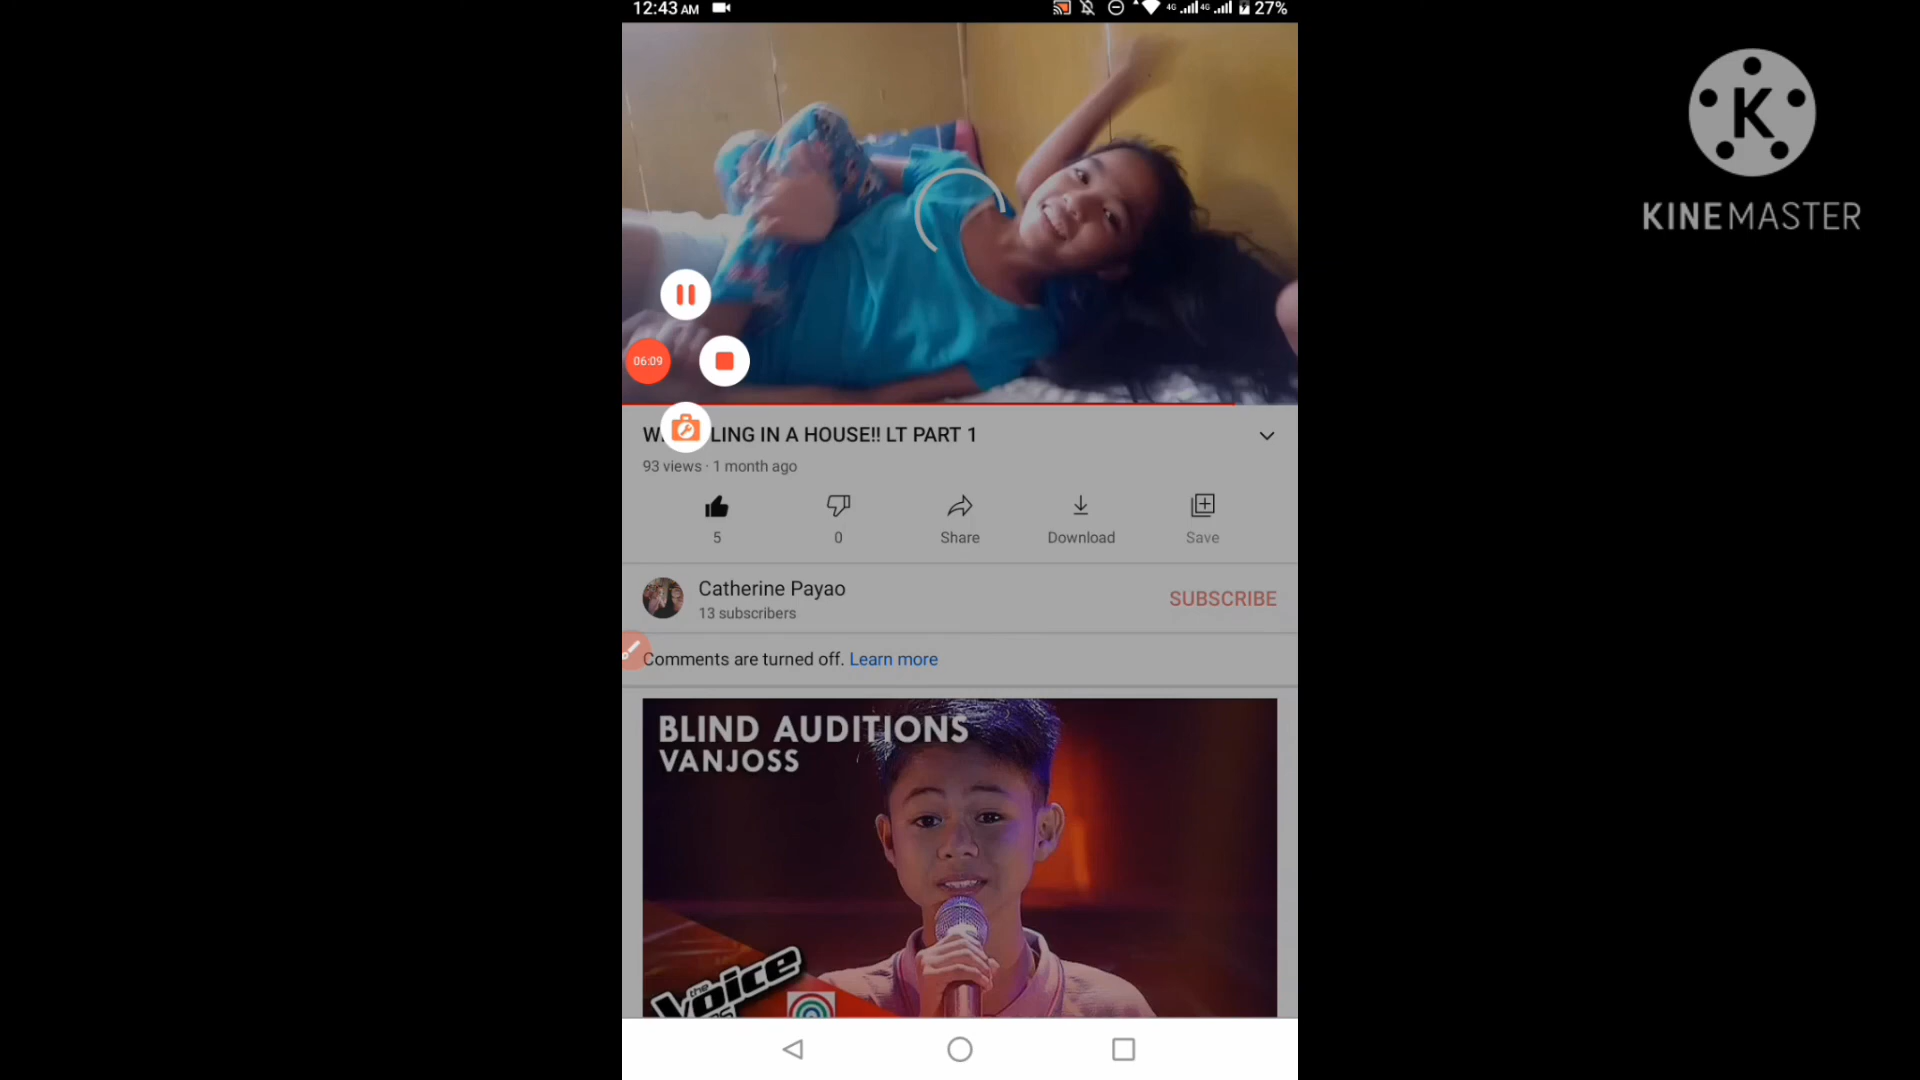 12:43 AM
4G 4G 27%
KINEMASTER
06:09
LING IN A HOUSE!! LT PART 1
93 views · 1 month ago
5 0 Share Download Save
Catherine Payao
13 subscribers
SUBSCRIBE
Comments are turned off. Learn more
BLIND AUDITIONS
VANJOSS
the
Voice